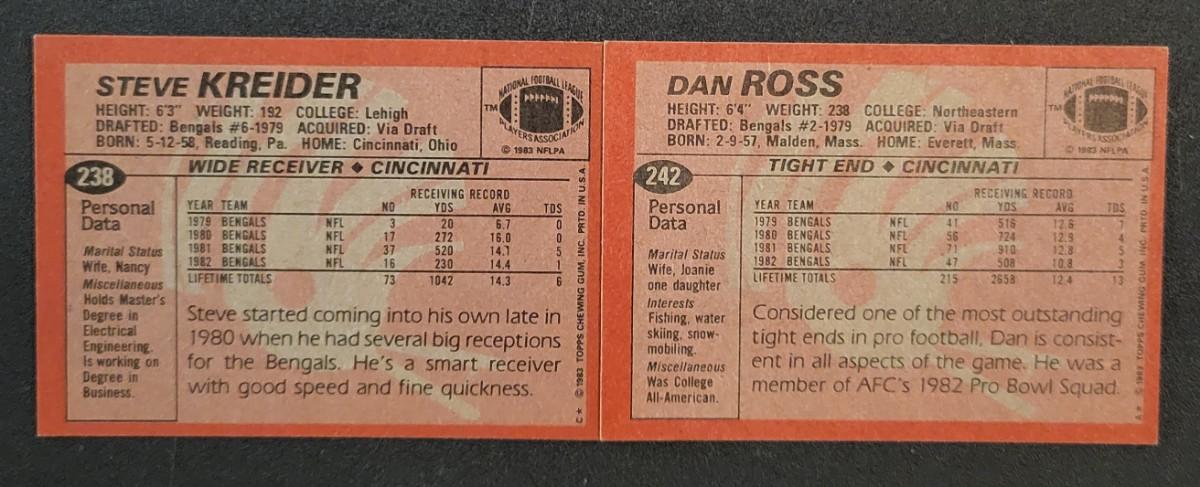 STEVE KREIDER
HEIGHT: 6'3" WEIGHT: 192 COLLEGE: Lehigh
DRAFTED: Bengals #6-1979 ACQUIRED: Via Draft
BORN: 5-12-58, Reading, Pa. HOME: Cincinnati, Ohio
NATIONAL FOOTBALL LEAGUE
PLAYERS ASSOCIATION
TM
© 1983 NFLPA
238
WIDE RECEIVER ◆ CINCINNATI
Personal
Data
Marital Status
Wife, Nancy
Miscellaneous
Holds Master's
Degree in
Electrical
Engineering.
Is working on
Degree in
Business.
RECEIVING RECORD
YEAR TEAM NO YDS AVG TDS
1979 BENGALS NFL 3 20 6.7 0
1980 BENGALS NFL 17 272 16.0 0
1981 BENGALS NFL 37 520 14.1 5
1982 BENGALS NFL 16 230 14.4 1
LIFETIME TOTALS 73 1042 14.3 6
Steve started coming into his own late in
1980 when he had several big receptions
for the Bengals. He's a smart receiver
with good speed and fine quickness.
C* © 1983 TOPPS CHEWING GUM, INC. PRTD. IN U.S.A.
DAN ROSS
HEIGHT: 6'4" WEIGHT: 238 COLLEGE: Northeastern
DRAFTED: Bengals #2-1979 ACQUIRED: Via Draft
BORN: 2-9-57, Malden, Mass. HOME: Everett, Mass.
NATIONAL FOOTBALL LEAGUE
PLAYERS ASSOCIATION
TM
© 1983 NFLPA
242
TIGHT END ◆ CINCINNATI
Personal
Data
Marital Status
Wife, Joanie
one daughter
Interests
Fishing, water
skiing, snow-
mobiling.
Miscellaneous
Was College
All-American.
RECEIVING RECORD
YEAR TEAM NO YDS AVG TDS
1979 BENGALS NFL 41 516 12.6 1
1980 BENGALS NFL 56 724 12.9 4
1981 BENGALS NFL 71 910 12.8 5
1982 BENGALS NFL 47 508 10.8 3
LIFETIME TOTALS 215 2658 12.4 13
Considered one of the most outstanding
tight ends in pro football, Dan is consist-
ent in all aspects of the game. He was a
member of AFC's 1982 Pro Bowl Squad.
A* © 1983 TOPPS CHEWING GUM, INC. PRTD. IN U.S.A.